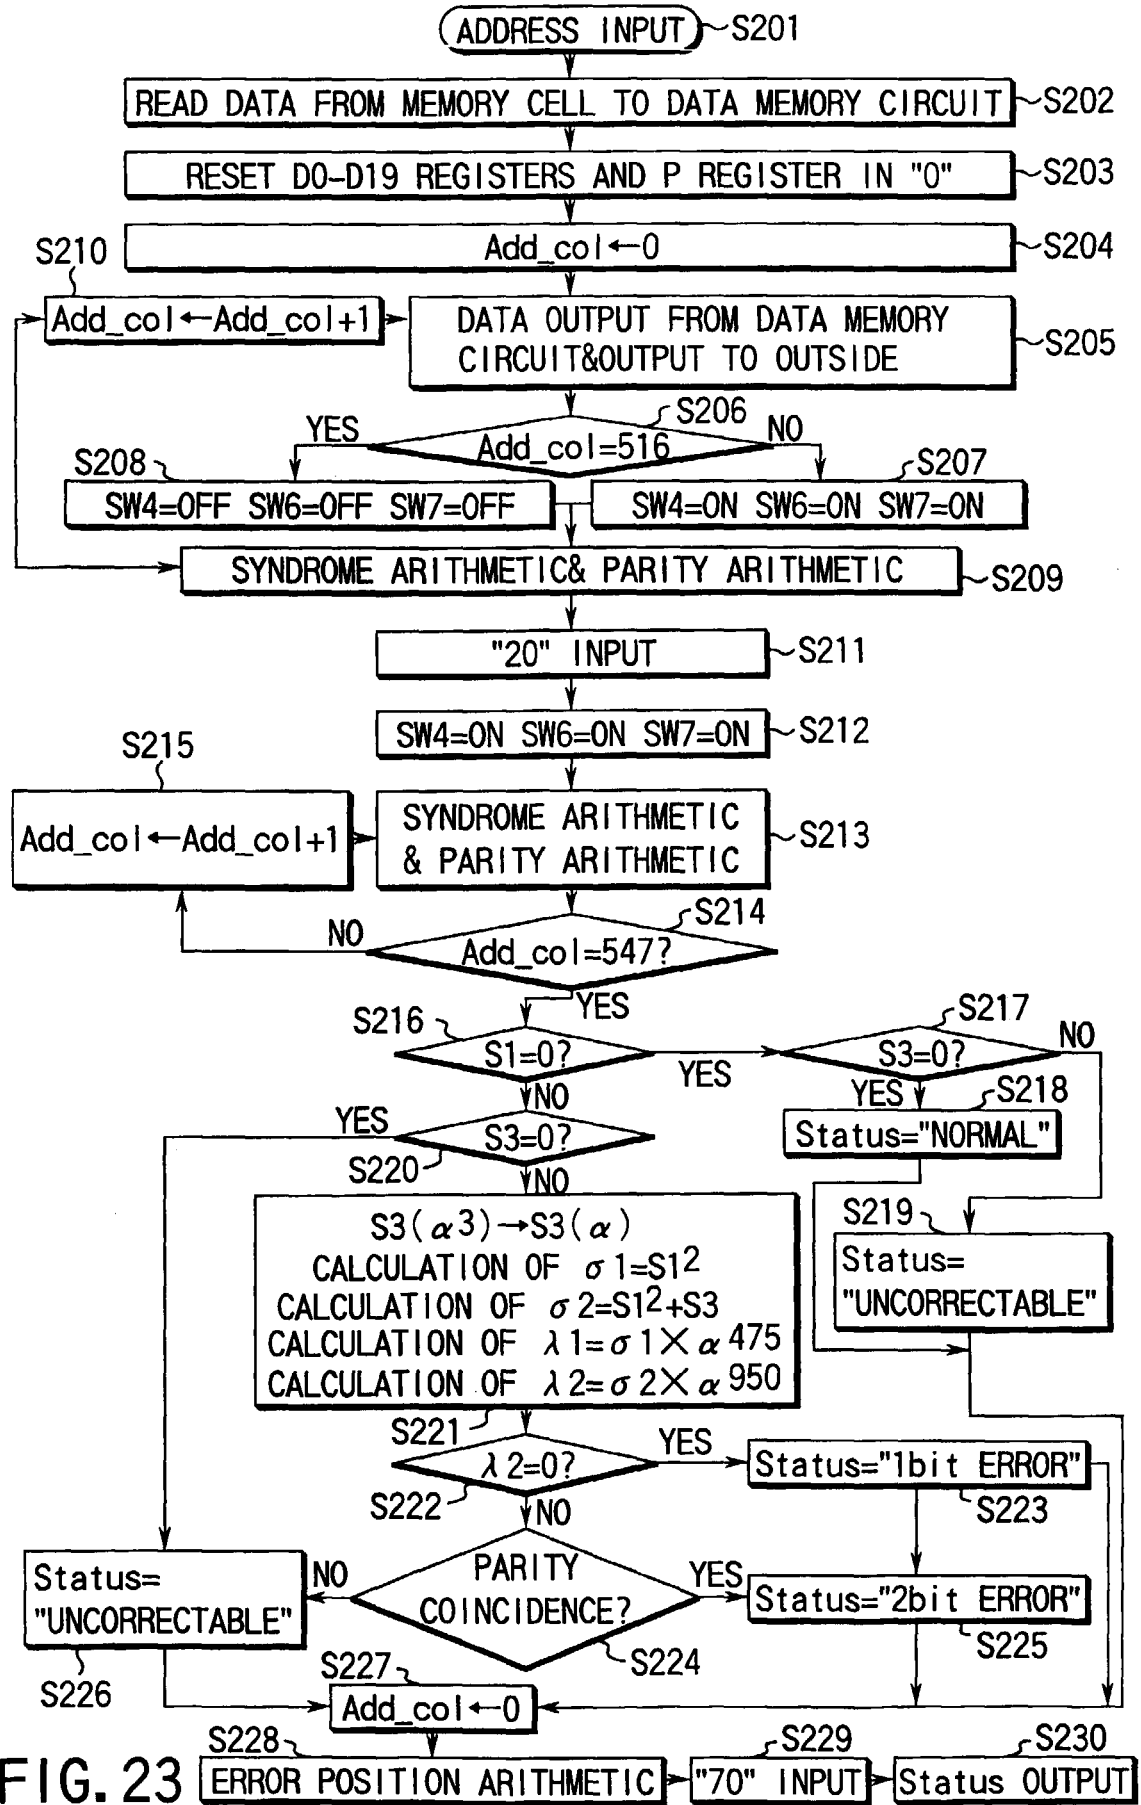 ADDRESS INPUT S201
READ DATA FROM MEMORY CELL TO DATA MEMORY CIRCUIT S202
RESET D0-D19 REGISTERS AND P REGISTER IN "0" S203
Add_col←0 S204
S210
Add_col←Add_col+1
DATA OUTPUT FROM DATA MEMORY
CIRCUIT&OUTPUT TO OUTSIDE
S205
S206
YES Add_col=516 NO
S208
SW4=OFF SW6=OFF SW7=OFF
S207
SW4=ON SW6=ON SW7=ON
SYNDROME ARITHMETIC& PARITY ARITHMETIC S209
"20" INPUT S211
SW4=ON SW6=ON SW7=ON S212
S215
Add_col←Add_col+1
SYNDROME ARITHMETIC
& PARITY ARITHMETIC
S213
S214
NO Add_col=547?
YES
S216
S1=0?
YES
NO
S217
S3=0?
NO
YES
S218
Status="NORMAL"
YES
S3=0?
S220
NO
S219
Status=
"UNCORRECTABLE"
S3(α3)→S3(α)
CALCULATION OF σ1=S1²
CALCULATION OF σ2=S1²+S3
CALCULATION OF λ1=σ1×α475
CALCULATION OF λ2=σ2×α950
S221
λ2=0?
YES
S222
NO
Status="1bit ERROR"
S223
PARITY
COINCIDENCE?
NO
YES
S224
Status="2bit ERROR"
S225
Status=
"UNCORRECTABLE"
S226
S227
Add_col←0
S228
ERROR POSITION ARITHMETIC
S229
"70" INPUT
S230
Status OUTPUT
FIG. 23